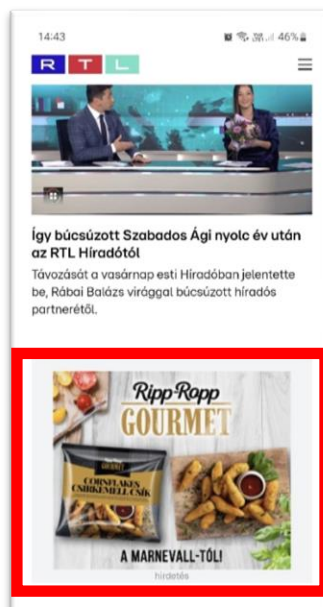 14:43
46%
RTL
Így búcsúzott Szabados Ági nyolc év után
az RTL Híradótól
Távozását a vasárnap esti Híradóban jelentette
be, Rábai Balázs virággal búcsúzott híradós
partnerétől.
Ripp-Ropp
GOURMET
GOURMET
CORNFLAKES
CSIRKEMELL CSÍK
A MARNEVALL-TÓL!
hirdetés